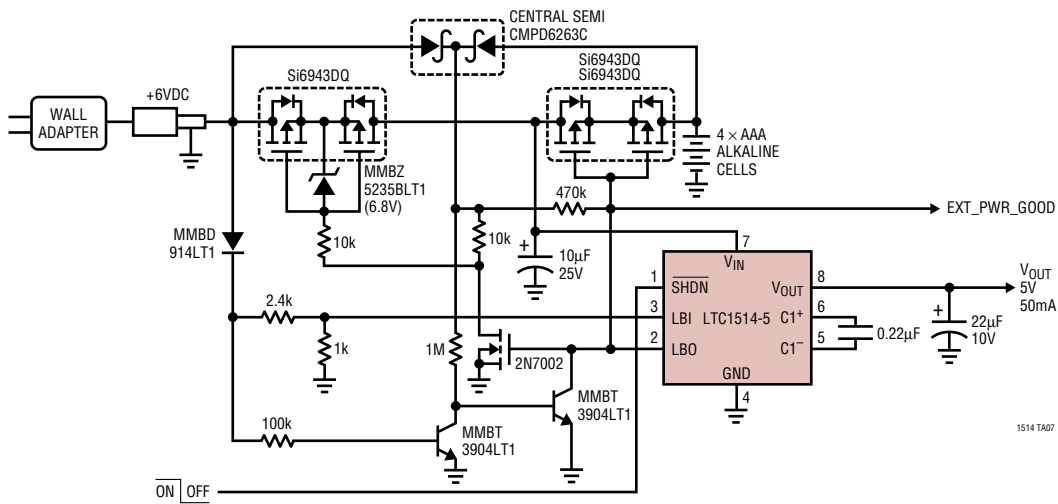 CENTRAL SEMI
CMPD6263C
Si6943DQ
Si6943DQ
Si6943DQ
+6VDC
WALL
ADAPTER
MMBZ
5235BLT1
(6.8V)
4 × AAA
ALKALINE
CELLS
470k
EXT_PWR_GOOD
MMBD
914LT1
10k
10k
+
10µF
25V
7
VIN
1
SHDN
VOUT
8
VOUT
5V
50mA
2.4k
3
LBI
LTC1514-5
C1+
6
+
22µF
10V
0.22µF
1k
1M
2N7002
2
LBO
C1–
5
GND
4
MMBT
3904LT1
100k
MMBT
3904LT1
1514 TA07
ON OFF